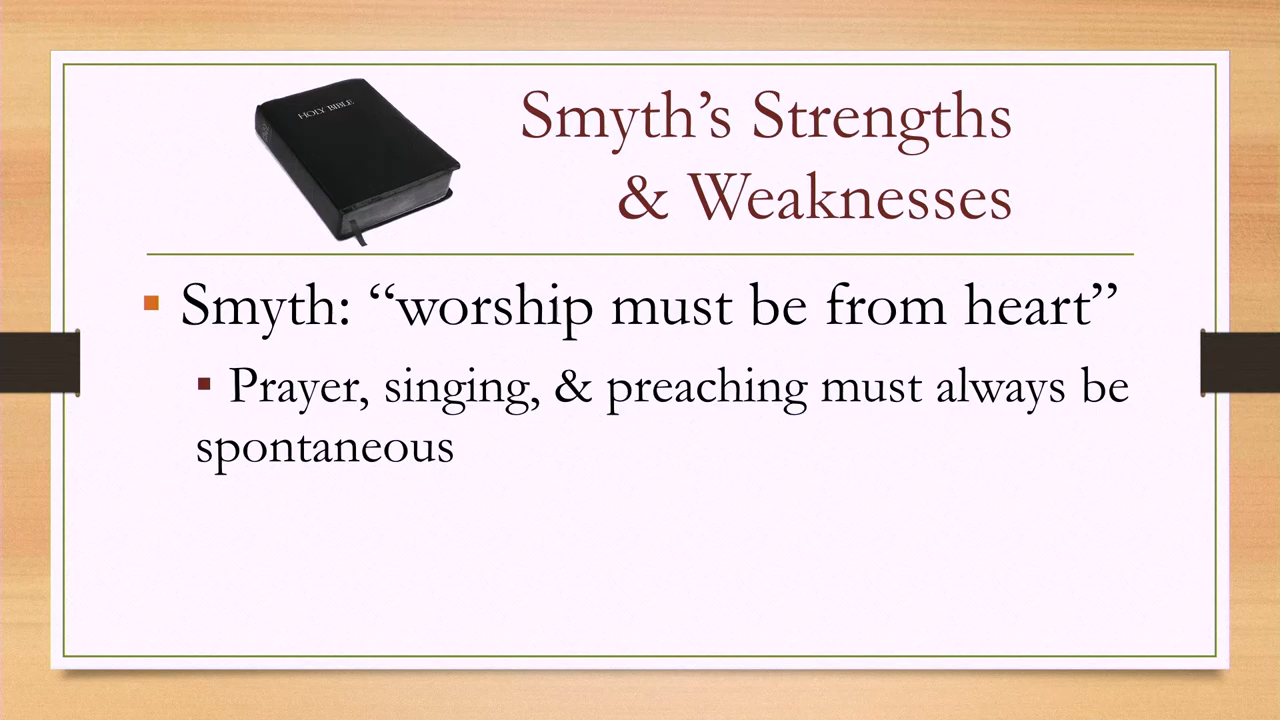 HOLY BIBLE
Smyth’s Strengths
& Weaknesses
Smyth: “worship must be from heart”
Prayer, singing, & preaching must always be
spontaneous